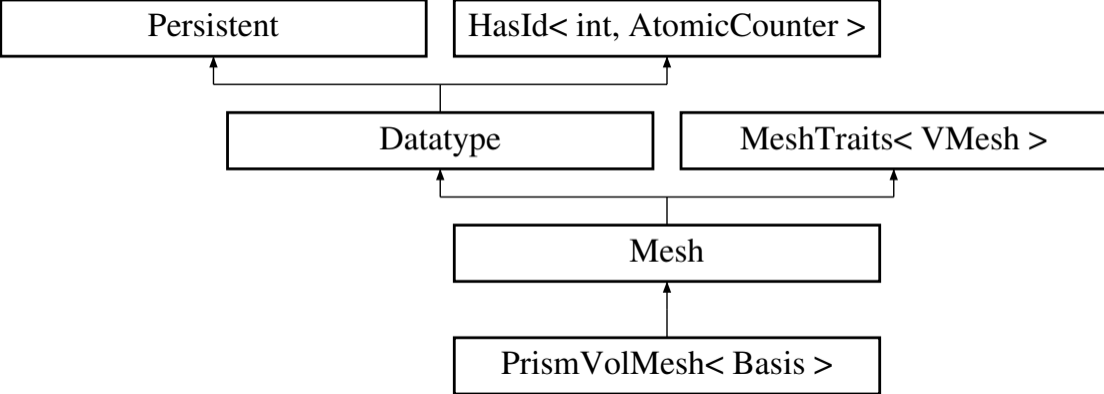 Persistent
HasId< int, AtomicCounter >
Datatype
MeshTraits< VMesh >
Mesh
PrismVolMesh< Basis >